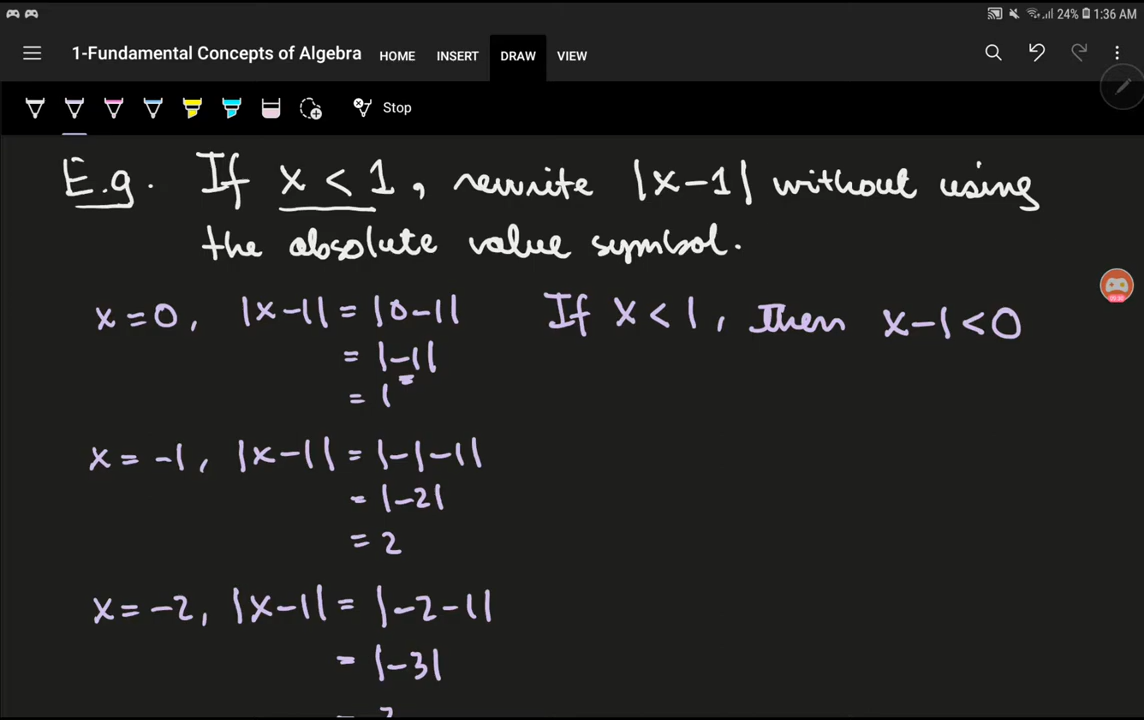 24% 1:36 AM
1-Fundamental Concepts of Algebra HOME INSERT DRAW VIEW
Stop
E.g. If x < 1, rewrite |x-1| without using
the absolute value symbol.
x = 0, |x-1| = |0-1|
= |-1|
= 1
If x < 1, then x-1 < 0
x = -1, |x-1| = |-1-1|
= |-2|
= 2
x = -2, |x-1| = |-2-1|
= |-3|
=